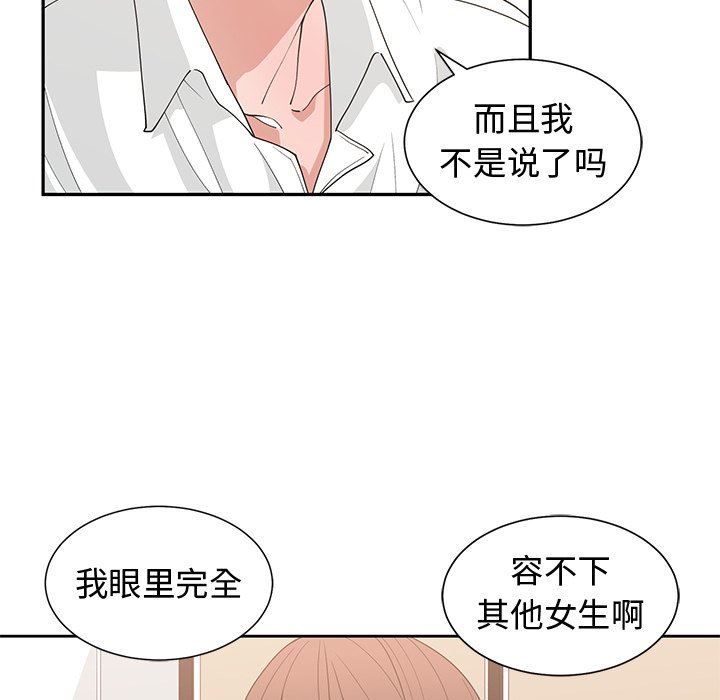 而且我
不是说了吗
我眼里完全
容不下
其他女生啊